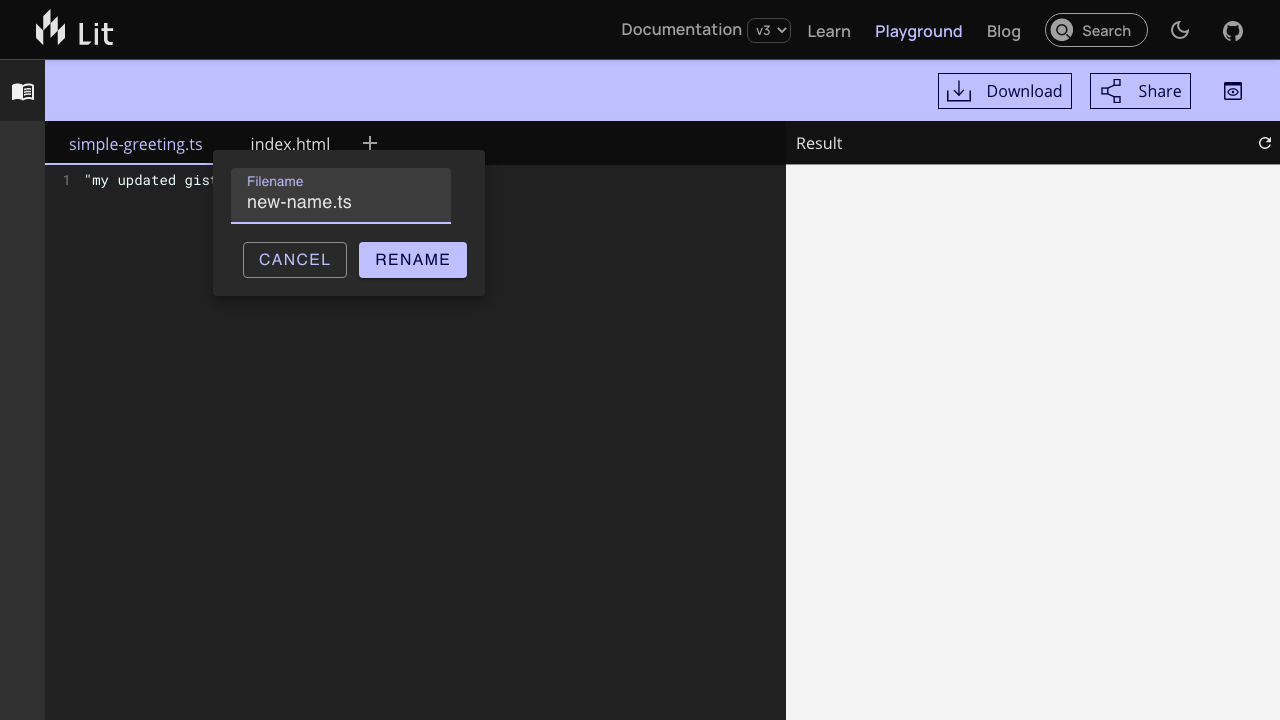 Lit
Documentation v3 Learn Playground Blog Search
Download Share
simple-greeting.ts index.html Result
1 "my updated gist
Filename
new-name.ts
CANCEL RENAME